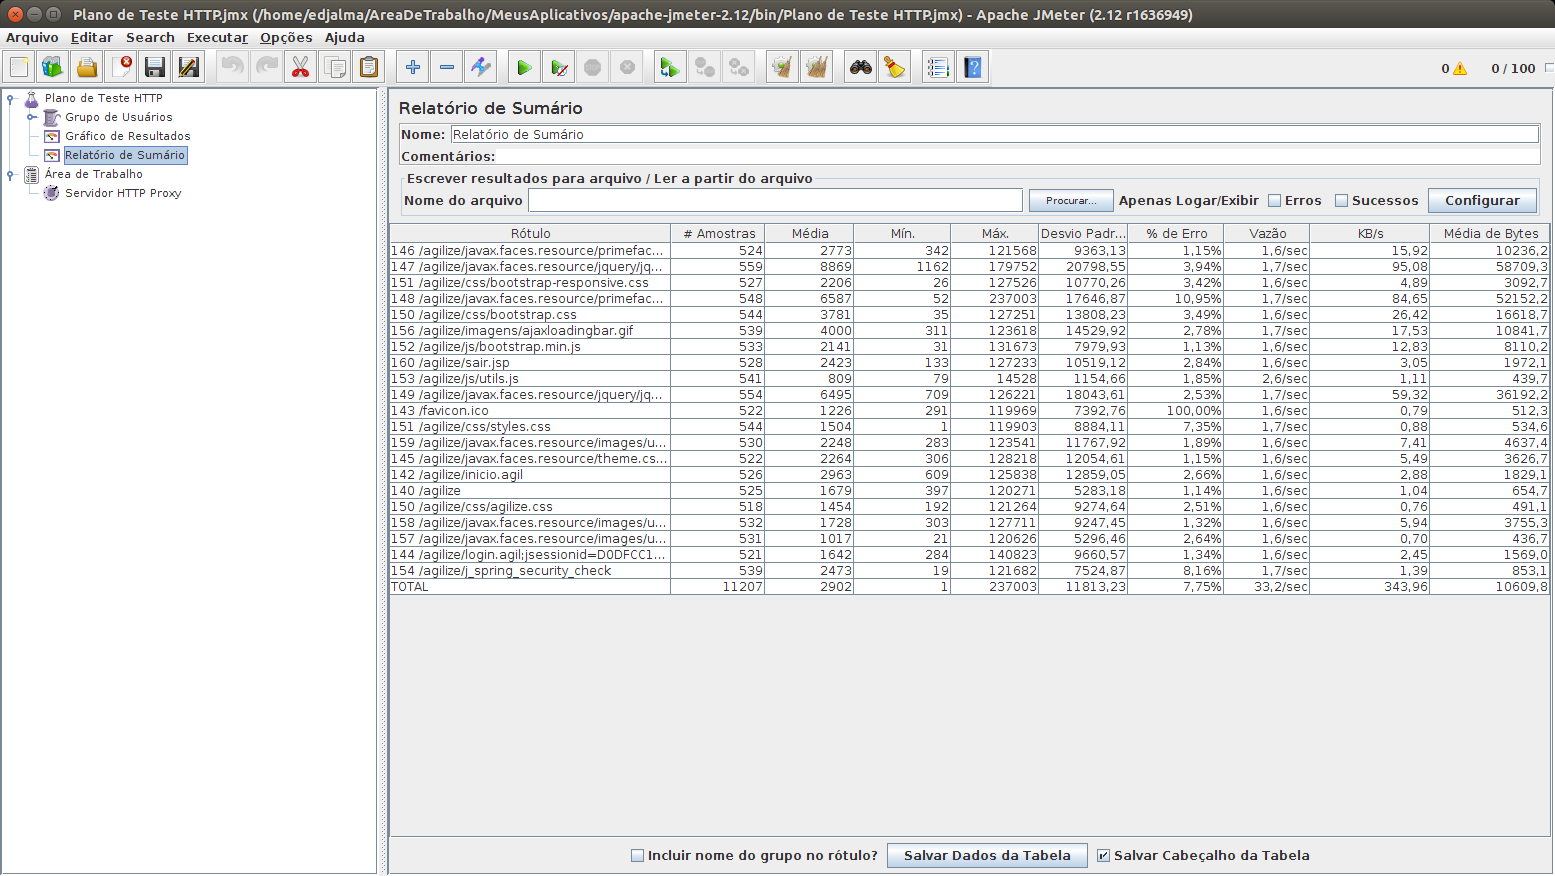 Plano de Teste HTTP.jmx (/home/edjalma/AreaDeTrabalho/MeusAplicativos/apache-jmeter-2.12/bin/Plano de Teste HTTP.jmx) - Apache JMeter (2.12 r1636949)
Arquivo Editar Search Executar Opções Ajuda
0 0 / 100
Plano de Teste HTTP
Grupo de Usuários
Gráfico de Resultados
Relatório de Sumário
Área de Trabalho
Servidor HTTP Proxy
Relatório de Sumário
Nome: Relatório de Sumário
Comentários:
Escrever resultados para arquivo / Ler a partir do arquivo
Nome do arquivo Procurar... Apenas Logar/Exibir Erros Sucessos Configurar
Rótulo # Amostras Média Mín. Máx. Desvio Padr... % de Erro Vazão KB/s Média de Bytes
146 /agilize/javax.faces.resource/primefac... 524 2773 342 121568 9363,13 1,15% 1,6/sec 15,92 10236,2
147 /agilize/javax.faces.resource/jquery/jq... 559 8869 1162 179752 20798,55 3,94% 1,7/sec 95,08 58709,3
151 /agilize/css/bootstrap-responsive.css 527 2206 26 127526 10770,26 3,42% 1,6/sec 4,89 3092,7
148 /agilize/javax.faces.resource/primefac... 548 6587 52 237003 17646,87 10,95% 1,7/sec 84,65 52152,2
150 /agilize/css/bootstrap.css 544 3781 35 127251 13808,23 3,49% 1,6/sec 26,42 16618,7
156 /agilize/imagens/ajaxloadingbar.gif 539 4000 311 123618 14529,92 2,78% 1,7/sec 17,53 10841,7
152 /agilize/js/bootstrap.min.js 533 2141 31 131673 7979,93 1,13% 1,6/sec 12,83 8110,2
160 /agilize/sair.jsp 528 2423 133 127233 10519,12 2,84% 1,6/sec 3,05 1972,1
153 /agilize/js/utils.js 541 809 79 14528 1154,66 1,85% 2,6/sec 1,11 439,7
149 /agilize/javax.faces.resource/jquery/jq... 554 6495 709 126221 18043,61 2,53% 1,7/sec 59,32 36192,2
143 /favicon.ico 522 1226 291 119969 7392,76 100,00% 1,6/sec 0,79 512,3
151 /agilize/css/styles.css 544 1504 1 119903 8884,11 7,35% 1,7/sec 0,88 534,6
159 /agilize/javax.faces.resource/images/u... 530 2248 283 123541 11767,92 1,89% 1,6/sec 7,41 4637,4
145 /agilize/javax.faces.resource/theme.cs... 522 2264 306 128218 12054,61 1,15% 1,6/sec 5,49 3626,7
142 /agilize/inicio.agil 526 2963 609 125838 12859,05 2,66% 1,6/sec 2,88 1829,1
140 /agilize 525 1679 397 120271 5283,18 1,14% 1,6/sec 1,04 654,7
150 /agilize/css/agilize.css 518 1454 192 121264 9274,64 2,51% 1,6/sec 0,76 491,1
158 /agilize/javax.faces.resource/images/u... 532 1728 303 127711 9247,45 1,32% 1,6/sec 5,94 3755,3
157 /agilize/javax.faces.resource/images/u... 531 1017 21 120626 5296,46 2,64% 1,6/sec 0,70 436,7
144 /agilize/login.agil;jsessionid=D0DFCC1... 521 1642 284 140823 9660,57 1,34% 1,6/sec 2,45 1569,0
154 /agilize/j_spring_security_check 539 2473 19 121682 7524,87 8,16% 1,7/sec 1,39 853,1
TOTAL 11207 2902 1 237003 11813,23 7,75% 33,2/sec 343,96 10609,8
Incluir nome do grupo no rótulo? Salvar Dados da Tabela Salvar Cabeçalho da Tabela